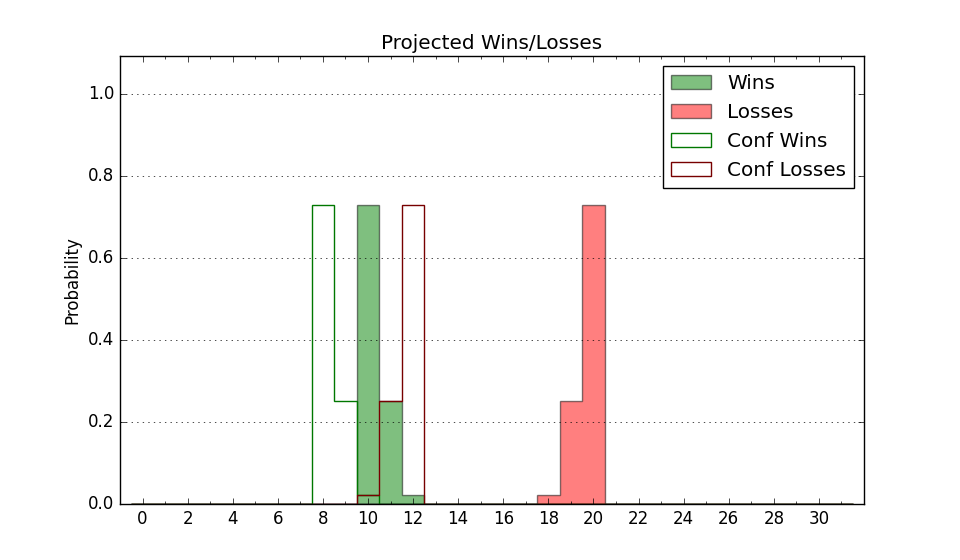 Projected Wins/Losses
Wins
Losses
Conf Wins
Conf Losses
Probability
1.0
0.8
0.6
0.4
0.2
0.0
0 2 4 6 8 10 12 14 16 18 20 22 24 26 28 30